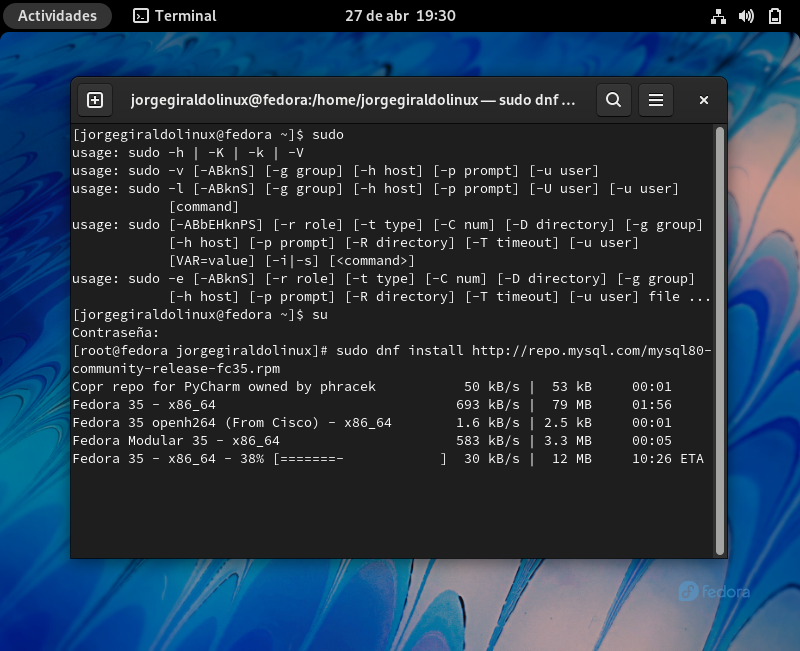 Actividades Terminal 27 de abr 19:30
jorgegiraldolinux@fedora:/home/jorgegiraldolinux — sudo dnf ...
[jorgegiraldolinux@fedora ~]$ sudo
usage: sudo -h | -K | -k | -V
usage: sudo -v [-ABknS] [-g group] [-h host] [-p prompt] [-u user]
usage: sudo -l [-ABknS] [-g group] [-h host] [-p prompt] [-U user] [-u user]
            [command]
usage: sudo [-ABbEHknPS] [-r role] [-t type] [-C num] [-D directory] [-g group]
            [-h host] [-p prompt] [-R directory] [-T timeout] [-u user]
            [VAR=value] [-i|-s] [<command>]
usage: sudo -e [-ABknS] [-r role] [-t type] [-C num] [-D directory] [-g group]
            [-h host] [-p prompt] [-R directory] [-T timeout] [-u user] file ...
[jorgegiraldolinux@fedora ~]$ su
Contraseña:
[root@fedora jorgegiraldolinux]# sudo dnf install http://repo.mysql.com/mysql80-
community-release-fc35.rpm
Copr repo for PyCharm owned by phracek           50 kB/s |  53 kB     00:01
Fedora 35 - x86_64                              693 kB/s |  79 MB     01:56
Fedora 35 openh264 (From Cisco) - x86_64        1.6 kB/s | 2.5 kB     00:01
Fedora Modular 35 - x86_64                      583 kB/s | 3.3 MB     00:05
Fedora 35 - x86_64 - 38% [=======-            ]  30 kB/s |  12 MB     10:26 ETA
fedora